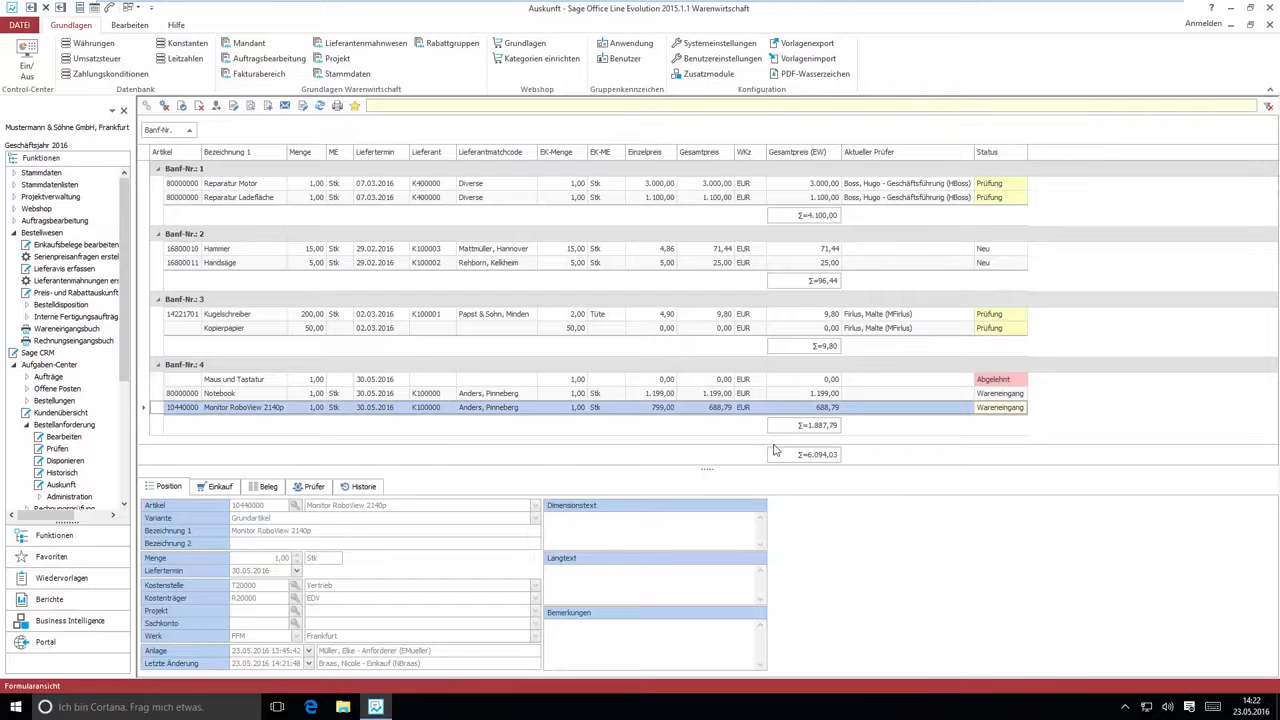 Auskunft - Sage Office Line Evolution 2015.1.1 Warenwirtschaft
DATEI Grundlagen Bearbeiten Hilfe Anmelden
Währungen Konstanten Mandant Lieferantenmahnwesen Rabattgruppen Grundlagen Anwendung Systemeinstellungen Vorlagenexport
Ein/ Aus Umsatzsteuer Leitzahlen Auftragsbearbeitung Projekt Kategorien einrichten Benutzer Benutzereinstellungen Vorlagenimport
Zahlungskonditionen Fakturabereich Stammdaten Zusatzmodule PDF-Wasserzeichen
Control-Center Datenbank Grundlagen Warenwirtschaft Webshop Gruppenkennzeichen Konfiguration
Mustermann & Söhne GmbH, Frankfurt
Geschäftsjahr 2016
Funktionen
Stammdaten
Stammdatenlisten
Projektverwaltung
Webshop
Auftragsbearbeitung
Bestellwesen
Einkaufsbelege bearbeiten
Serienpreisanfragen erstel
Lieferavis erfassen
Lieferantenmahnungen ers
Preis- und Rabattauskunft
Bestelldisposition
Interne Fertigungsaufträg
Wareneingangsbuch
Rechnungseingangsbuch
Sage CRM
Aufgaben-Center
Aufträge
Offene Posten
Bestellungen
Kundenübersicht
Bestellanforderung
Bearbeiten
Prüfen
Disponieren
Historisch
Auskunft
Administration
Rechnungsprüfung
Funktionen
Favoriten
Wiedervorlagen
Berichte
Business Intelligence
Portal
Banf-Nr.
Artikel Bezeichnung 1 Menge ME Liefertermin Lieferant Lieferantmatchcode EK-Menge EK-ME Einzelpreis Gesamtpreis WKz Gesamtpreis (EW) Aktueller Prüfer Status
Banf-Nr.: 1
80000000 Reparatur Motor 1,00 Stk 07.03.2016 K400000 Diverse 1,00 Stk 3.000,00 3.000,00 EUR 3.000,00 Boss, Hugo - Geschäftsführung (HBoss) Prüfung
80000000 Reparatur Ladefläche 1,00 Stk 07.03.2016 K400000 Diverse 1,00 Stk 1.100,00 1.100,00 EUR 1.100,00 Boss, Hugo - Geschäftsführung (HBoss) Prüfung
Σ=4.100,00
Banf-Nr.: 2
16800010 Hammer 15,00 Stk 29.02.2016 K100003 Mattmüller, Hannover 15,00 Stk 4,86 71,44 EUR 71,44 Neu
16800011 Handsäge 5,00 Stk 29.02.2016 K100002 Rehborn, Kelkheim 5,00 Stk 5,00 25,00 EUR 25,00 Neu
Σ=96,44
Banf-Nr.: 3
14221701 Kugelschreiber 200,00 Stk 02.03.2016 K100001 Papst & Sohn, Minden 2,00 Tüte 4,90 9,80 EUR 9,80 Firlus, Malte (MFirlus) Prüfung
Kopierpapier 50,00 02.03.2016 50,00 0,00 0,00 EUR 0,00 Firlus, Malte (MFirlus) Prüfung
Σ=9,80
Banf-Nr.: 4
Maus und Tastatur 1,00 30.05.2016 1,00 0,00 0,00 EUR 0,00 Abgelehnt
80000000 Notebook 1,00 Stk 30.05.2016 K100000 Anders, Pinneberg 1,00 Stk 1.199,00 1.199,00 EUR 1.199,00 Wareneingang
10440000 Monitor RoboView 2140p 1,00 Stk 30.05.2016 K100000 Anders, Pinneberg 1,00 Stk 799,00 688,79 EUR 688,79 Wareneingang
Σ=1.887,79
Σ=6.094,03
Position Einkauf Beleg Prüfer Historie
Artikel 10440000 Monitor RoboView 2140p
Variante Grundartikel
Bezeichnung 1 Monitor RoboView 2140p
Bezeichnung 2
Menge 1,00 Stk
Liefertermin 30.05.2016
Kostenstelle T20000 Vertrieb
Kostenträger R20000 EDV
Projekt
Sachkonto
Werk FFM Frankfurt
Anlage 23.05.2016 13:45:42 Müller, Elke - Anforderer (EMueller)
Letzte Änderung 23.05.2016 14:21:48 Braas, Nicole - Einkauf (NBraas)
Dimensionstext
Langtext
Bemerkungen
Formularansicht
Ich bin Cortana. Frag mich etwas.
14:22
23.05.2016